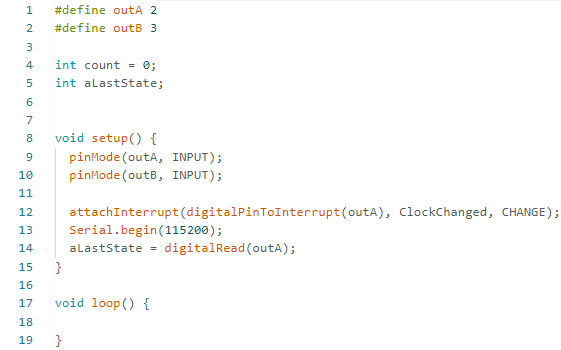 1 #define outA 2
2 #define outB 3
3
4 int count = 0;
5 int aLastState;
6
7
8 void setup() {
9   pinMode(outA, INPUT);
10   pinMode(outB, INPUT);
11
12   attachInterrupt(digitalPinToInterrupt(outA), ClockChanged, CHANGE);
13   Serial.begin(115200);
14   aLastState = digitalRead(outA);
15 }
16
17 void loop() {
18
19 }